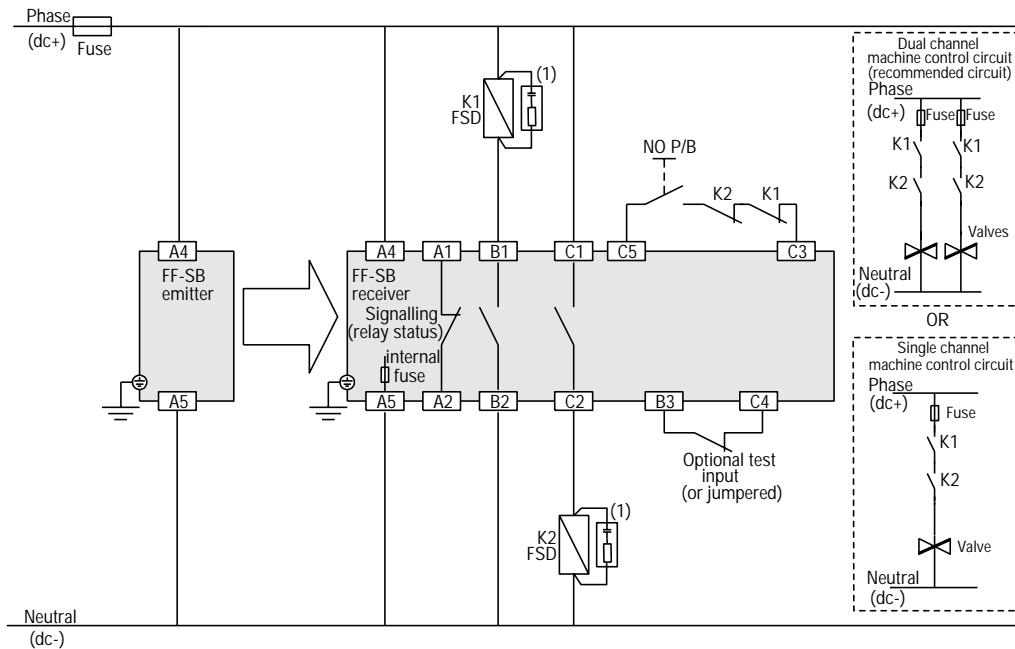 Phase
(dc+)
Fuse
K1
FSD
(1)
NO P/B
K2
K1
A4
A4
A1
B1
C1
C5
C3
FF-SB
emitter
FF-SB
receiver
Signalling
(relay status)
internal
fuse
A5
A5
A2
B2
C2
B3
C4
Optional test
input
(or jumpered)
K2
FSD
(1)
Neutral
(dc-)
Dual channel
machine control circuit
(recommended circuit)
Phase
(dc+)
Fuse
Fuse
K1
K1
K2
K2
Valves
Neutral
(dc-)
OR
Single channel
machine control circuit
Phase
(dc+)
Fuse
K1
K2
Valve
Neutral
(dc-)